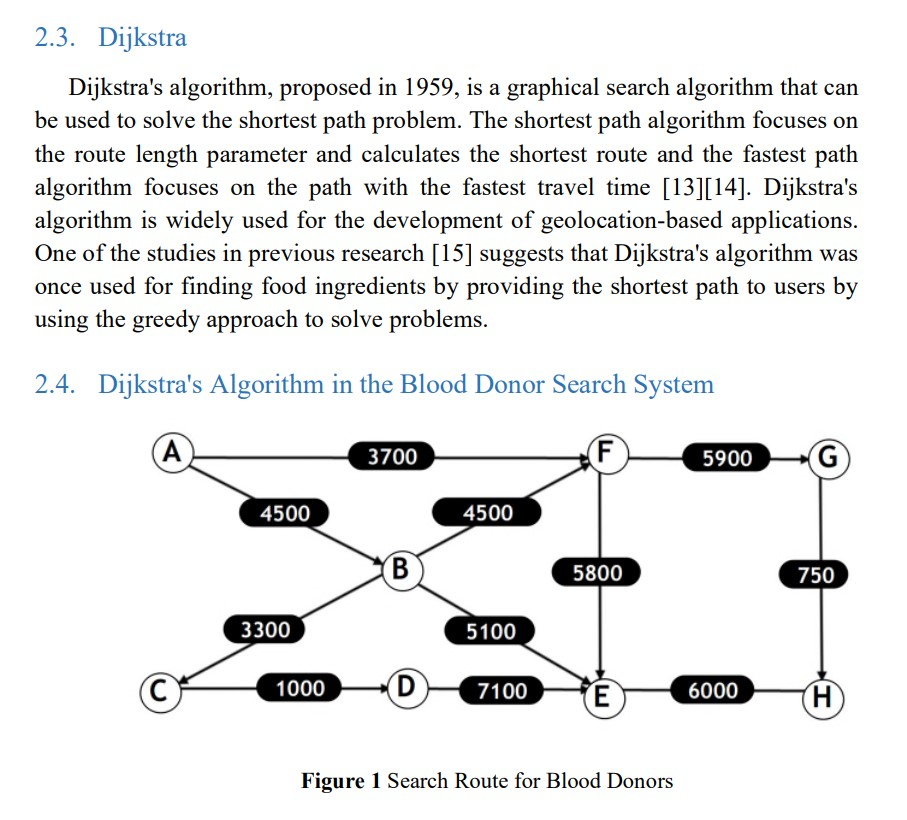 2.3. Dijkstra
Dijkstra's algorithm, proposed in 1959, is a graphical search algorithm that can
be used to solve the shortest path problem. The shortest path algorithm focuses on
the route length parameter and calculates the shortest route and the fastest path
algorithm focuses on the path with the fastest travel time [13][14]. Dijkstra's
algorithm is widely used for the development of geolocation-based applications.
One of the studies in previous research [15] suggests that Dijkstra's algorithm was
once used for finding food ingredients by providing the shortest path to users by
using the greedy approach to solve problems.
2.4. Dijkstra's Algorithm in the Blood Donor Search System
A 3700 F 5900 G
4500 4500
B 5800 750
3300 5100
C 1000 D 7100 E 6000 H
Figure 1 Search Route for Blood Donors